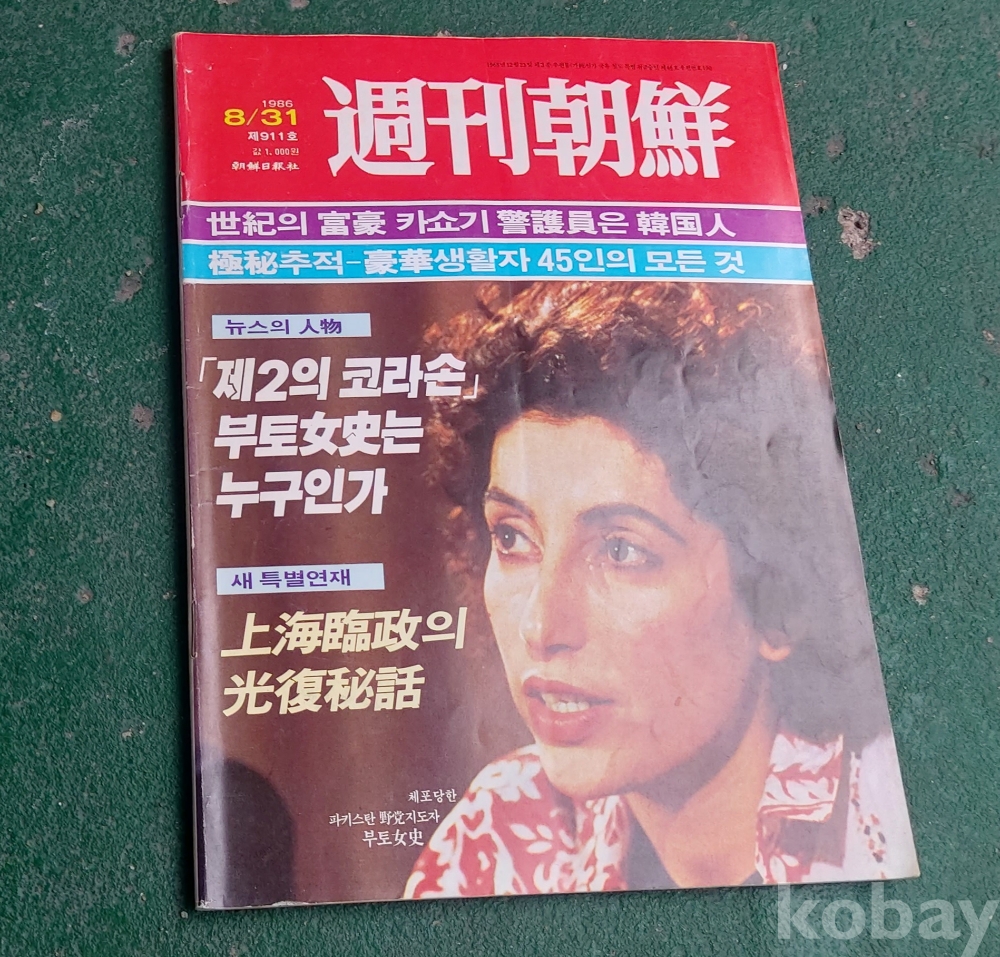 1986
8/31
제911호
값 1,000원
朝鮮日報社
週刊朝鮮
世紀의 富豪 카쇼기 警護員은 韓国人
極秘추적-豪華생활자 45인의 모든 것
뉴스의 人物
「제2의 코라손」
부토女史는
누구인가
새 특별연재
上海臨政의
光復秘話
체포당한
파키스탄 野党지도자
부토女史
kobay